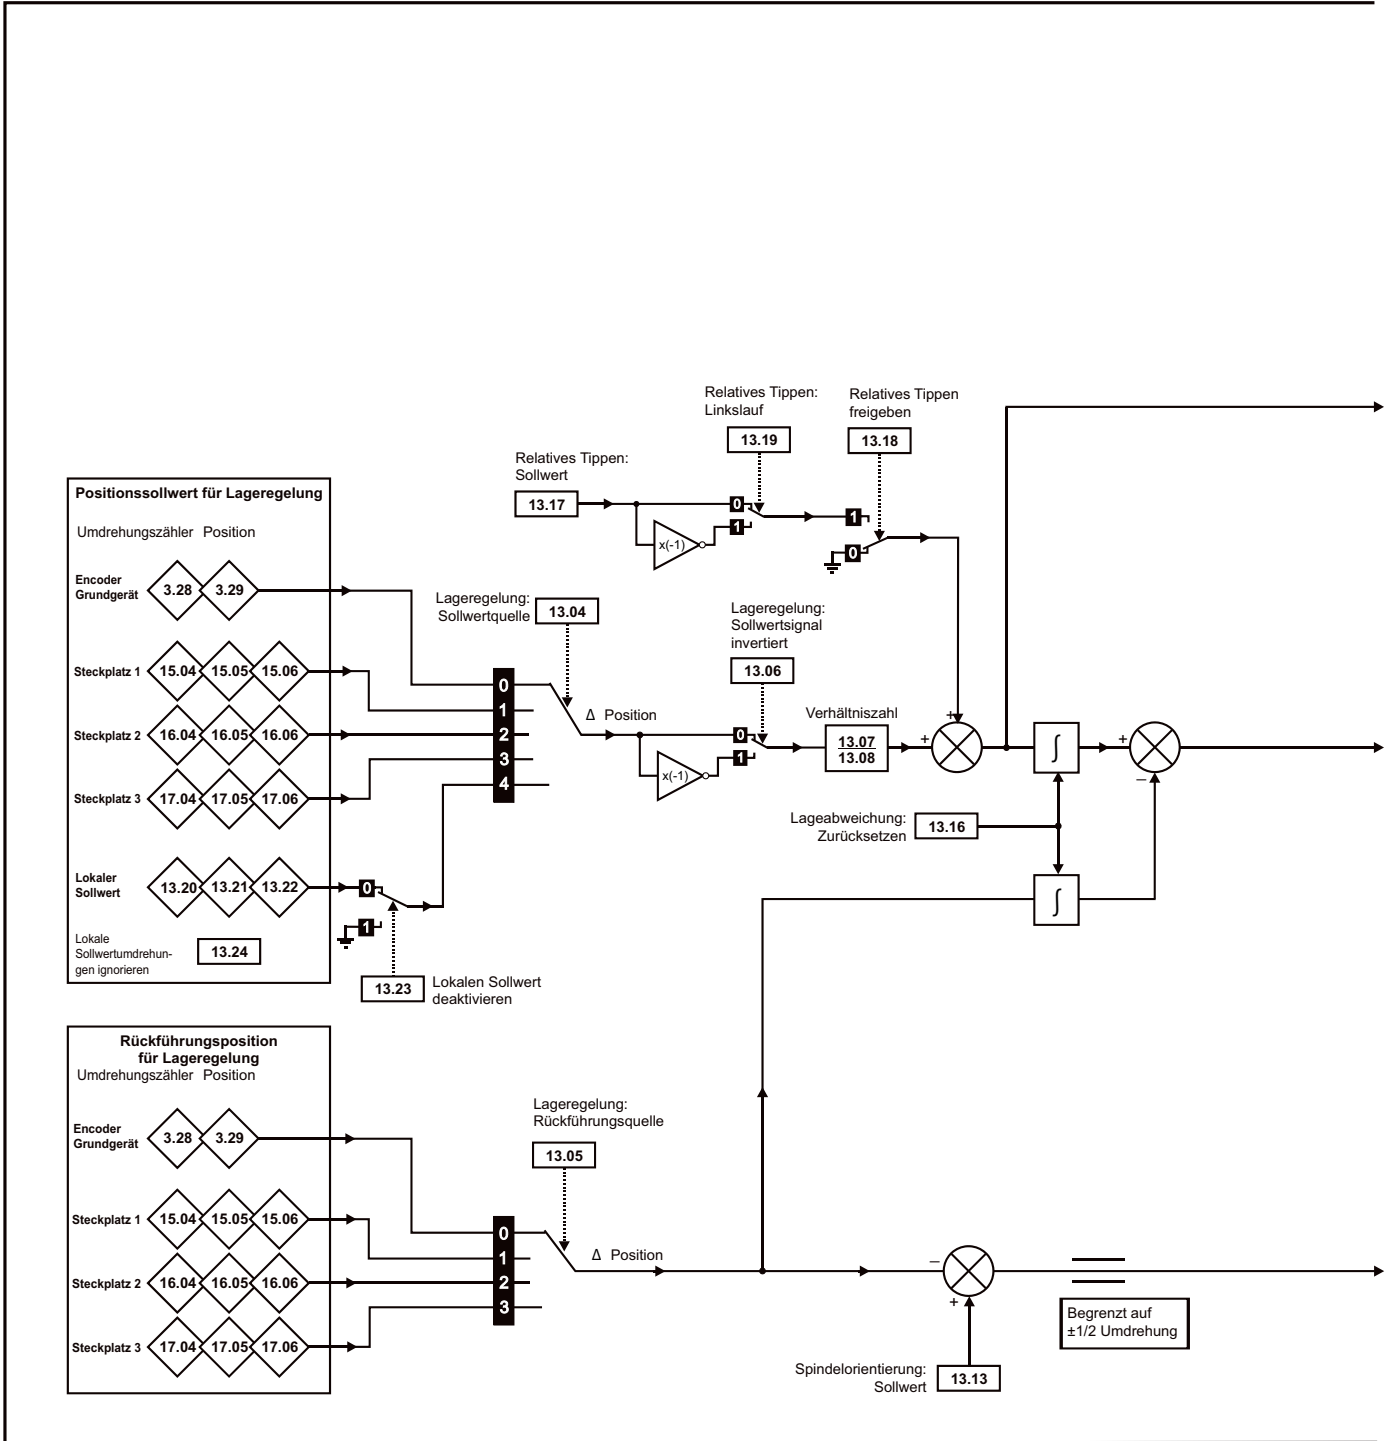 Relatives Tippen:
Linkslauf
13.19
Relatives Tippen
freigeben
13.18
Relatives Tippen:
Sollwert
13.17
0
1
x(-1)
1
0
Positionssollwert für Lageregelung
Umdrehungszähler Position
Encoder
Grundgerät
3.28 3.29
Steckplatz 1
15.04 15.05 15.06
Steckplatz 2
16.04 16.05 16.06
Steckplatz 3
17.04 17.05 17.06
Lokaler
Sollwert
13.20 13.21 13.22
Lokale
Sollwertumdrehun-
gen ignorieren
13.24
0
1
13.23
Lokalen Sollwert
deaktivieren
Lageregelung:
Sollwertquelle
13.04
0
1
2
3
4
Δ Position
Lageregelung:
Sollwertsignal
invertiert
13.06
0
1
x(-1)
Verhältniszahl
13.07
13.08
+
+
∫
+
−
Lageabweichung:
Zurücksetzen
13.16
∫
Rückführungsposition
für Lageregelung
Umdrehungszähler Position
Encoder
Grundgerät
3.28 3.29
Steckplatz 1
15.04 15.05 15.06
Steckplatz 2
16.04 16.05 16.06
Steckplatz 3
17.04 17.05 17.06
Lageregelung:
Rückführungsquelle
13.05
0
1
2
3
Δ Position
−
+
Begrenzt auf
±1/2 Umdrehung
Spindelorientierung:
Sollwert
13.13